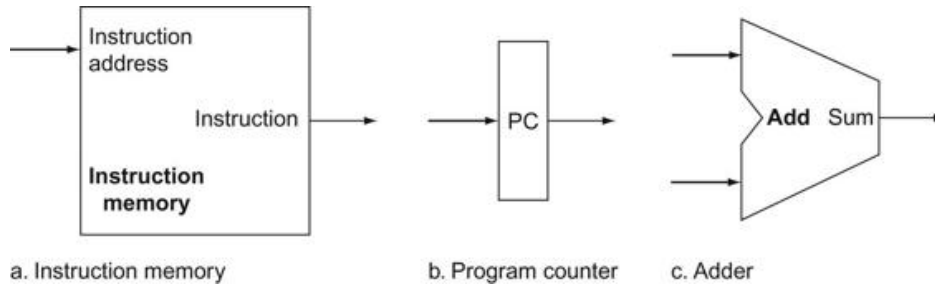 Instruction
address
Instruction
Instruction
memory
PC
Add Sum
a. Instruction memory
b. Program counter
c. Adder